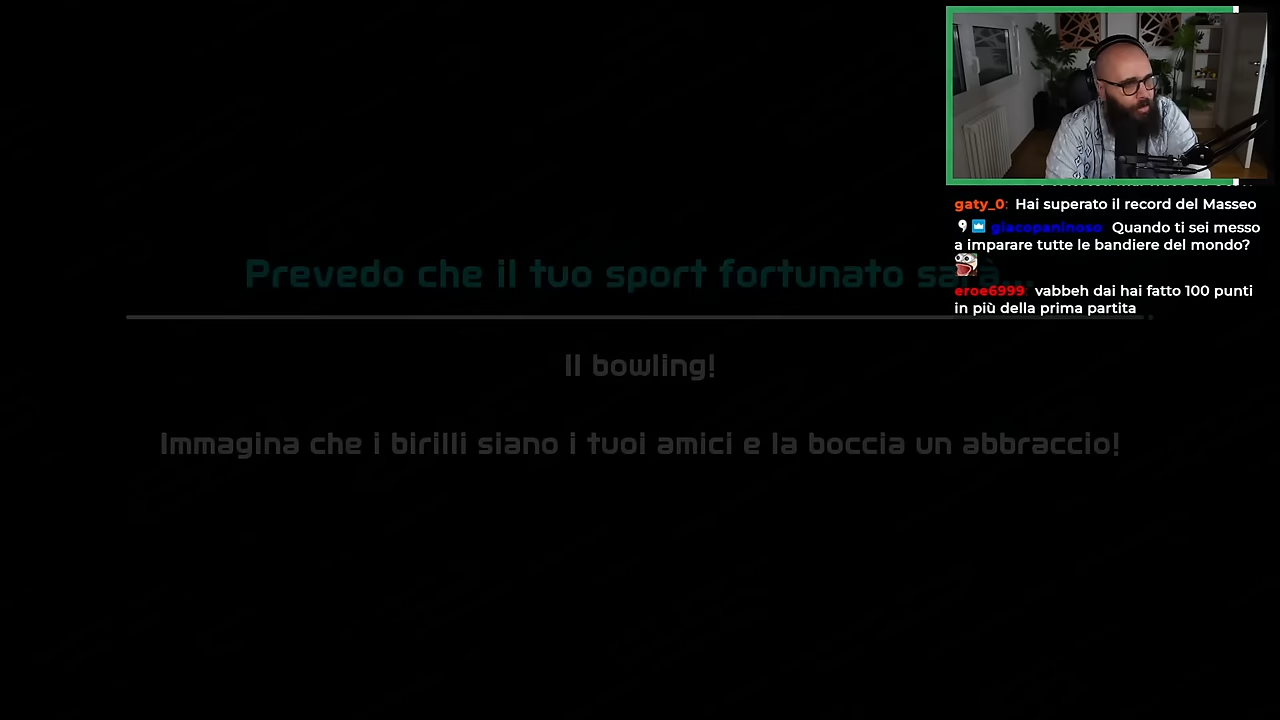 gaty_0: Hai superato il record del Masseo
giacopaninoso Quando ti sei messo
a imparare tutte le bandiere del mondo?
Prevedo che il tuo sport fortunato sarà...
eroe6999: vabbeh dai hai fatto 100 punti
in più della prima partita
Il bowling!
Immagina che i birilli siano i tuoi amici e la boccia un abbraccio!